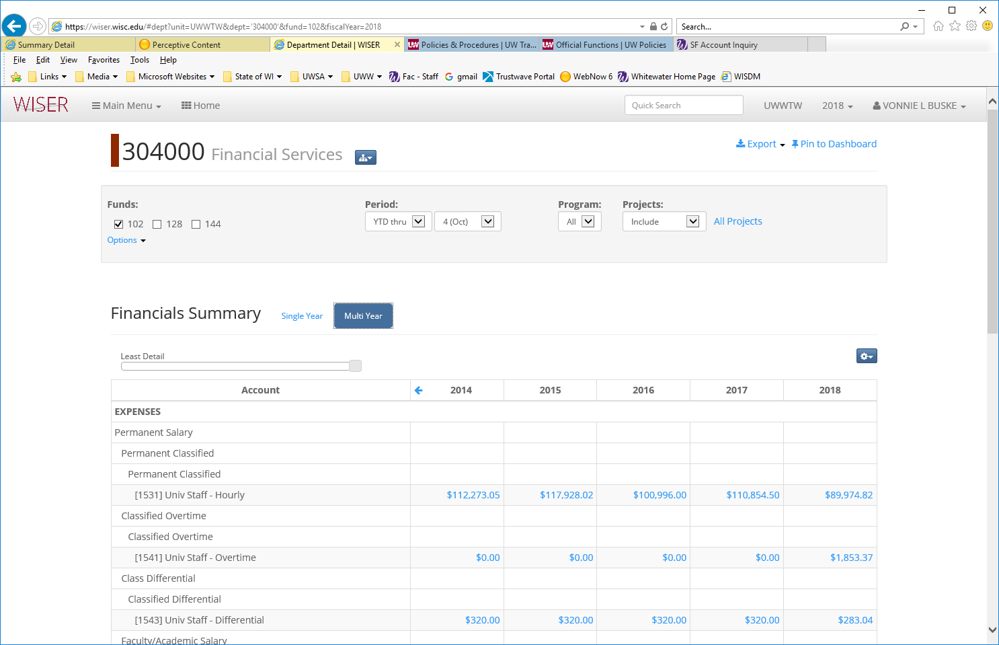 https://wiser.wisc.edu/#dept?unit=UWWTW&dept='304000'&fund=102&fiscalYear=2018 Search...
Summary Detail Perceptive Content Department Detail | WISER Policies & Procedures | UW Tra... Official Functions | UW Policies SF Account Inquiry
File Edit View Favorites Tools Help
Links Media Microsoft Websites State of WI UWSA UWW Fac - Staff gmail Trustwave Portal WebNow 6 Whitewater Home Page WISDM
WISER Main Menu Home Quick Search UWWTW 2018 VONNIE L BUSKE
304000 Financial Services Export Pin to Dashboard
Funds: Period: Program: Projects:
102 128 144 YTD thru 4 (Oct) All Include All Projects
Options
Financials Summary Single Year Multi Year
Least Detail
Account 2014 2015 2016 2017 2018
EXPENSES
Permanent Salary
Permanent Classified
Permanent Classified
[1531] Univ Staff - Hourly $112,273.05 $117,928.02 $100,996.00 $110,854.50 $89,974.82
Classified Overtime
Classified Overtime
[1541] Univ Staff - Overtime $0.00 $0.00 $0.00 $0.00 $1,853.37
Class Differential
Classified Differential
[1543] Univ Staff - Differential $320.00 $320.00 $320.00 $320.00 $283.04
Faculty/Academic Salary